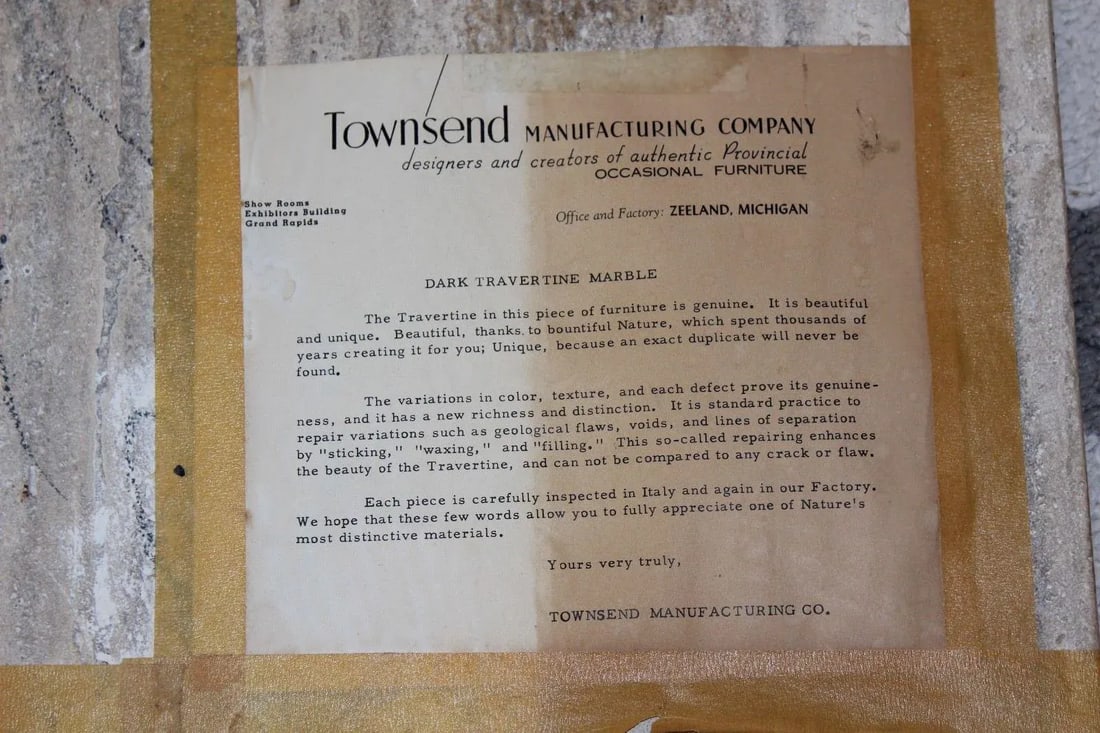 Townsend MANUFACTURING COMPANY
designers and creators of authentic Provincial
OCCASIONAL FURNITURE
Show Rooms
Exhibitors Building
Grand Rapids
Office and Factory: ZEELAND, MICHIGAN
DARK TRAVERTINE MARBLE
The Travertine in this piece of furniture is genuine. It is beautiful
and unique. Beautiful, thanks to bountiful Nature, which spent thousands of
years creating it for you; Unique, because an exact duplicate will never be
found.
The variations in color, texture, and each defect prove its genuine-
ness, and it has a new richness and distinction. It is standard practice to
repair variations such as geological flaws, voids, and lines of separation
by "sticking," "waxing," and "filling." This so-called repairing enhances
the beauty of the Travertine, and can not be compared to any crack or flaw.
Each piece is carefully inspected in Italy and again in our Factory.
We hope that these few words allow you to fully appreciate one of Nature's
most distinctive materials.
Yours very truly,
TOWNSEND MANUFACTURING CO.